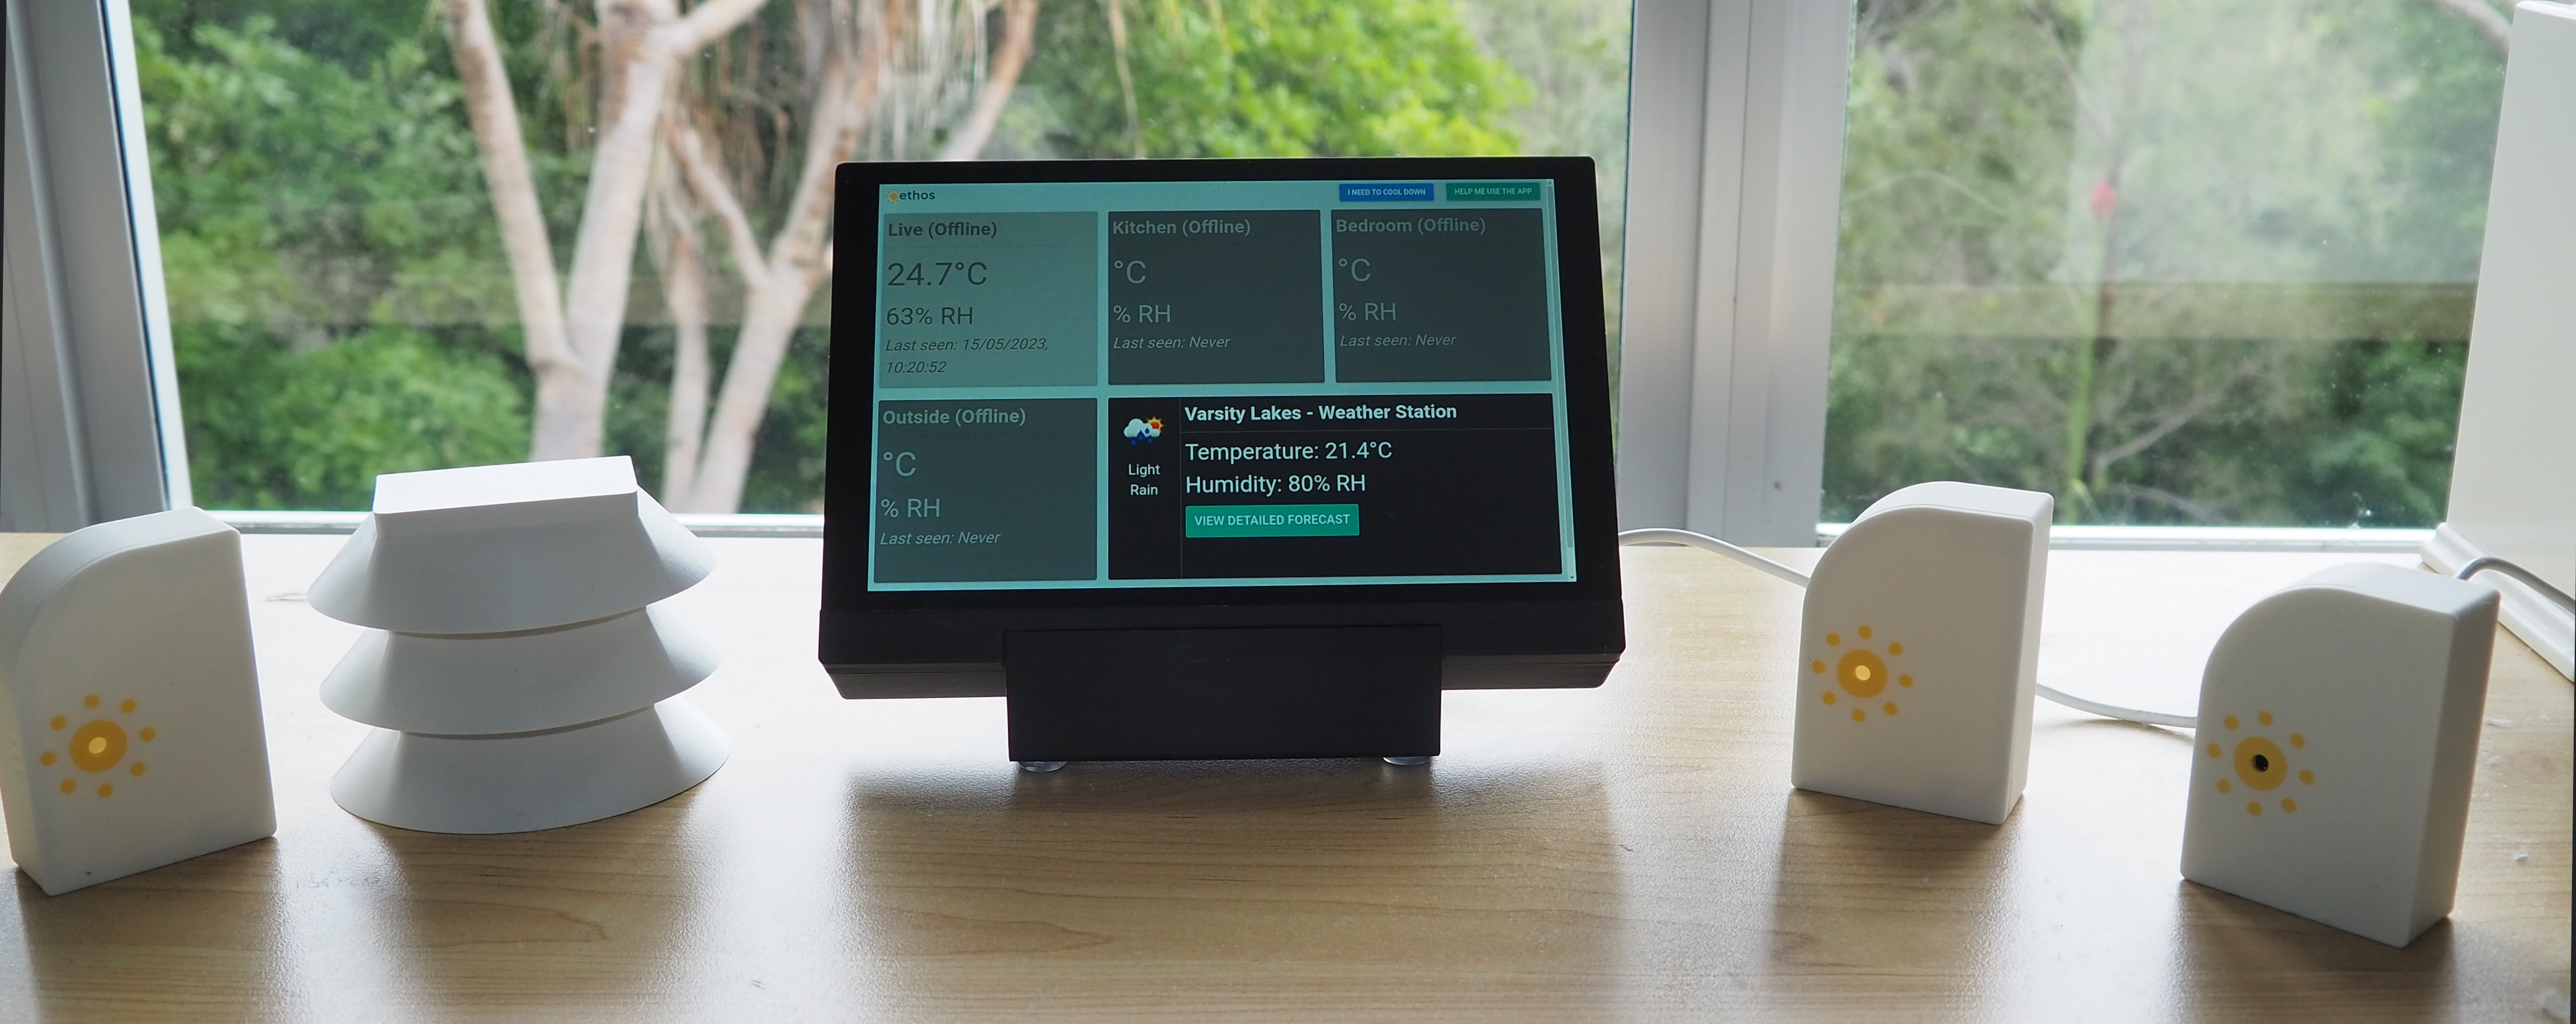 ethos
I NEED TO COOL DOWN
HELP ME USE THE APP
Live (Offline)
24.7°C
63% RH
Last seen: 15/05/2023,
10:20:52
Kitchen (Offline)
°C
% RH
Last seen: Never
Bedroom (Offline)
°C
% RH
Last seen: Never
Outside (Offline)
°C
% RH
Last seen: Never
Light
Rain
Varsity Lakes - Weather Station
Temperature: 21.4°C
Humidity: 80% RH
VIEW DETAILED FORECAST